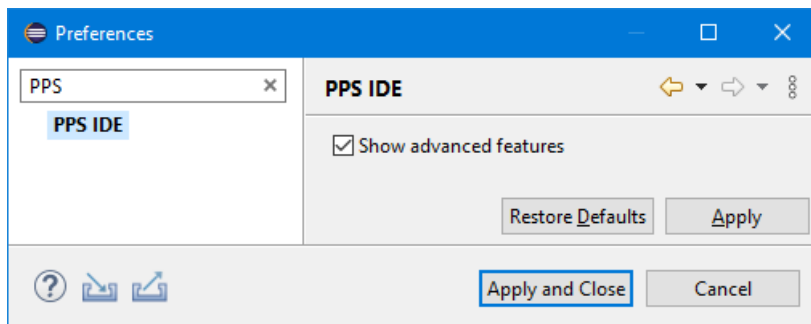 Preferences
PPS
PPS IDE
PPS IDE
Show advanced features
Restore Defaults
Apply
?
Apply and Close
Cancel